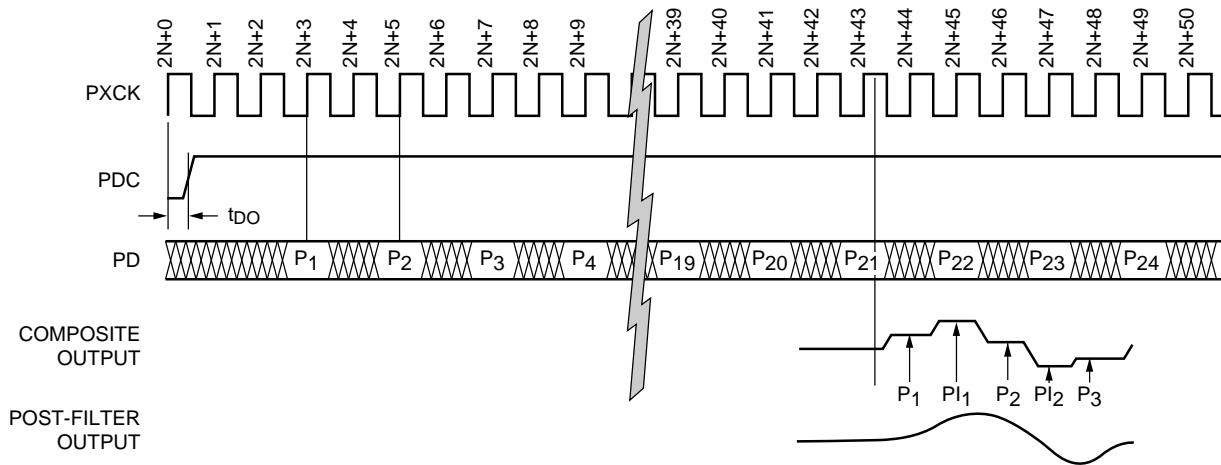 2N+0
2N+1
2N+2
2N+3
2N+4
2N+5
2N+6
2N+7
2N+8
2N+9
2N+39
2N+40
2N+41
2N+42
2N+43
2N+44
2N+45
2N+46
2N+47
2N+48
2N+49
2N+50
PXCK
PDC
tDO
PD
P1
P2
P3
P4
P19
P20
P21
P22
P23
P24
COMPOSITE
OUTPUT
P1
PI1
P2
PI2
P3
POST-FILTER
OUTPUT